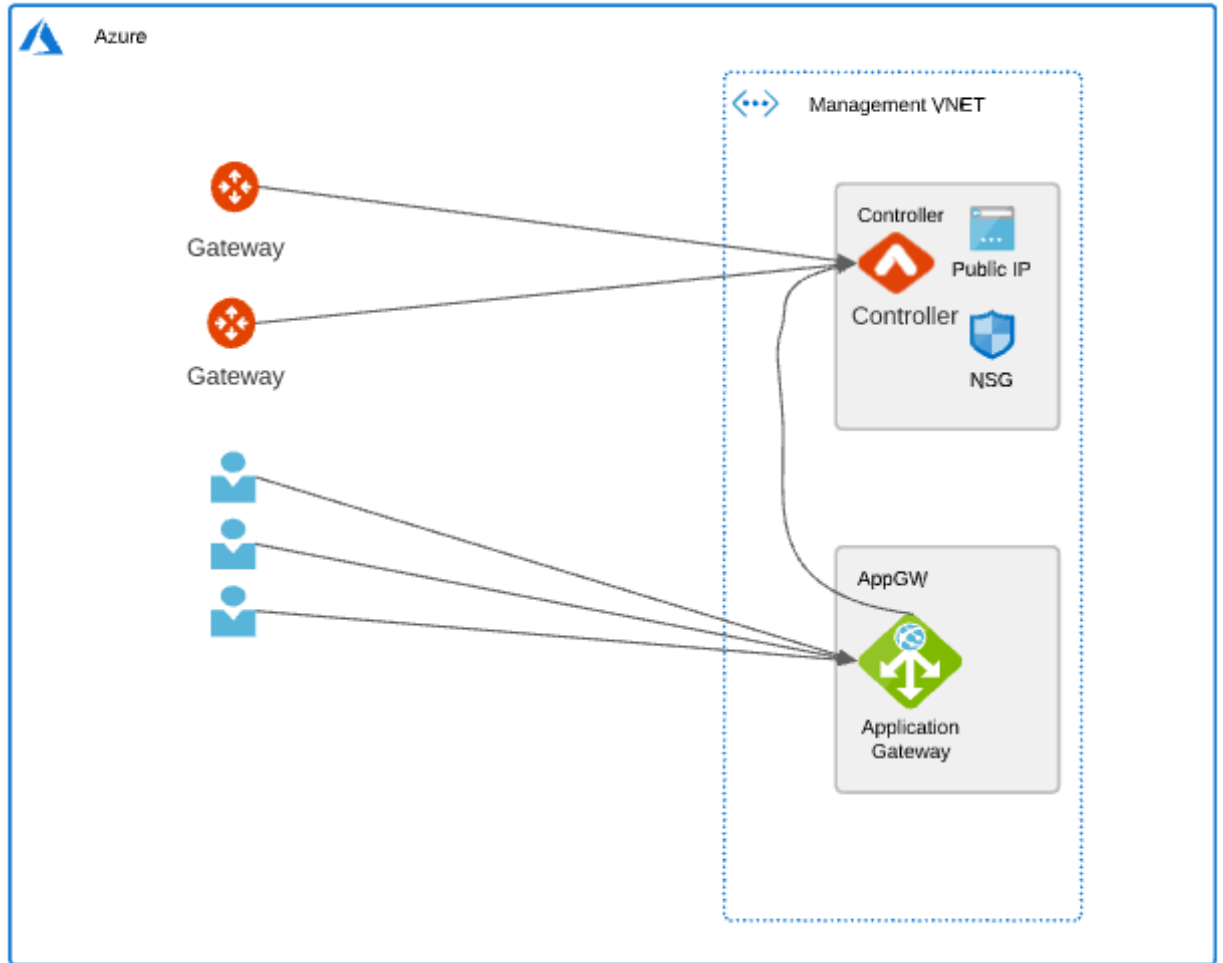 Azure
Management VNET
Gateway
Gateway
Controller
Public IP
Controller
NSG
AppGW
Application
Gateway